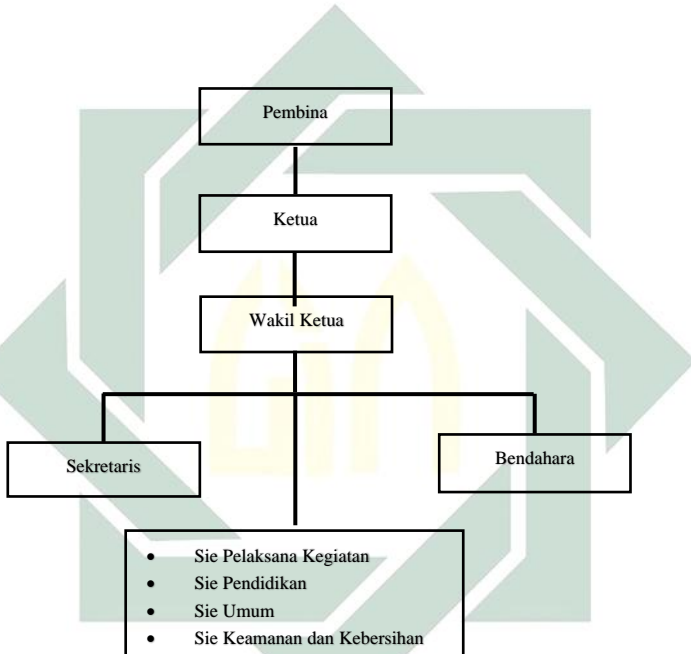 Pembina
Ketua
Wakil Ketua
Sekretaris
Bendahara
• Sie Pelaksana Kegiatan
• Sie Pendidikan
• Sie Umum
• Sie Keamanan dan Kebersihan